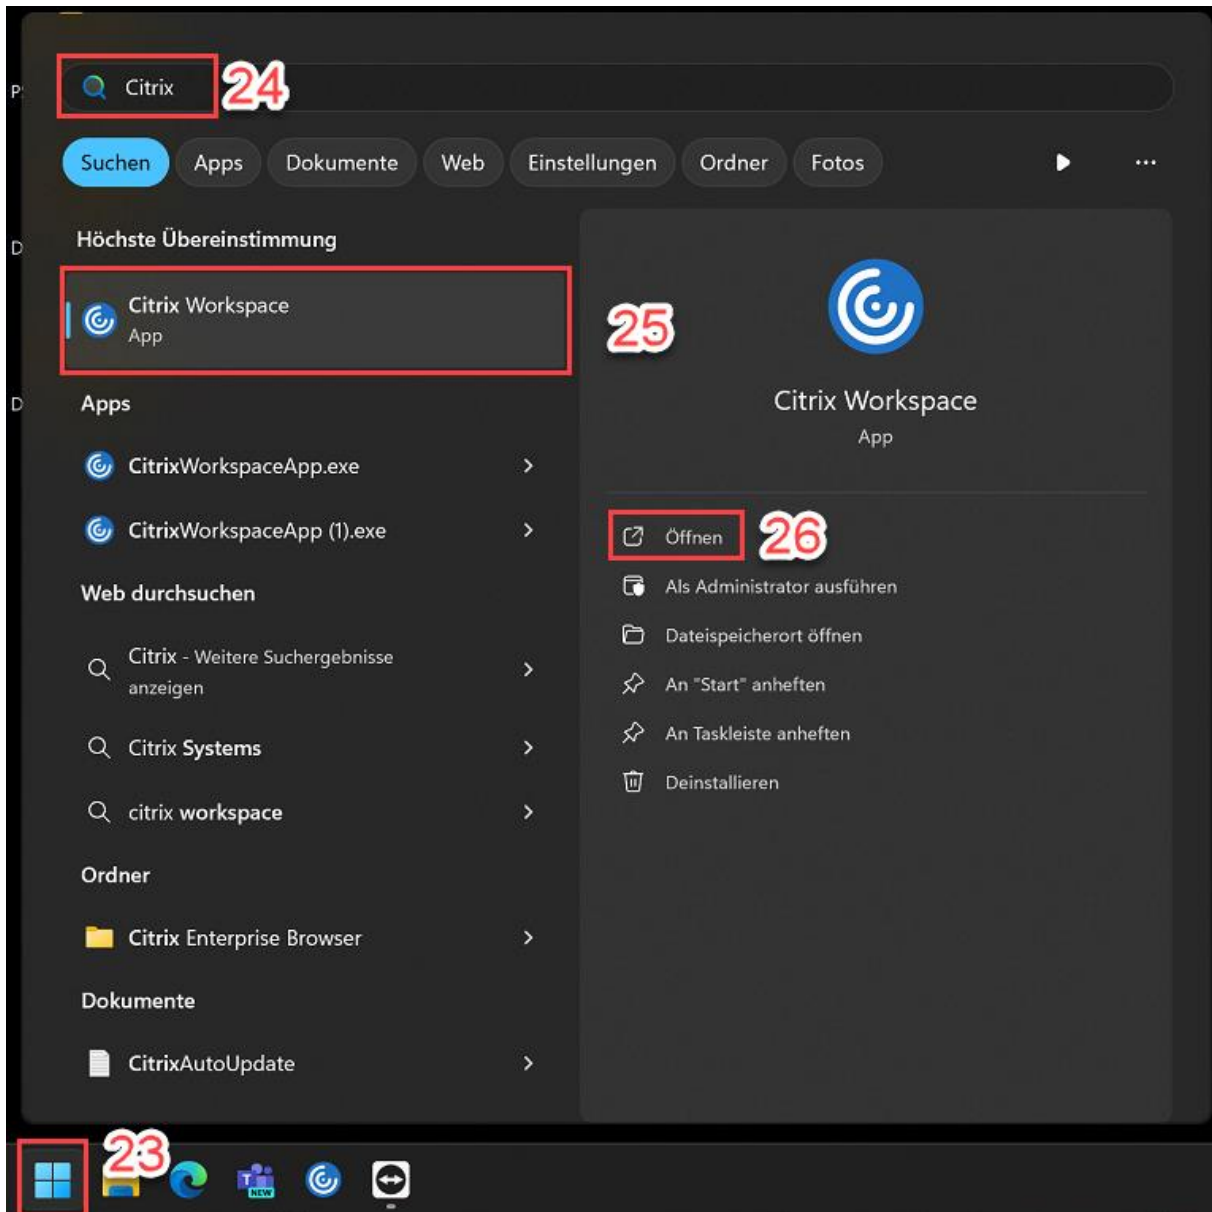 Citrix
24
Suchen Apps Dokumente Web Einstellungen Ordner Fotos
Höchste Übereinstimmung
Citrix Workspace
App
25
Apps
CitrixWorkspaceApp.exe
CitrixWorkspaceApp (1).exe
Web durchsuchen
Citrix - Weitere Suchergebnisse
anzeigen
Citrix Systems
citrix workspace
Ordner
Citrix Enterprise Browser
Dokumente
CitrixAutoUpdate
Citrix Workspace
App
Öffnen
26
Als Administrator ausführen
Dateispeicherort öffnen
An "Start" anheften
An Taskleiste anheften
Deinstallieren
23
T
NEW